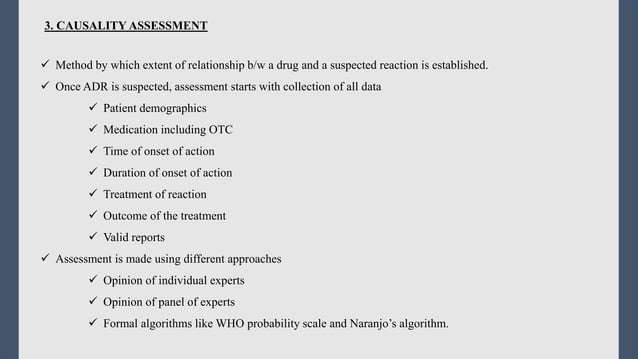 3. CAUSALITY ASSESSMENT
✓ Method by which extent of relationship b/w a drug and a suspected reaction is established.
✓ Once ADR is suspected, assessment starts with collection of all data
✓ Patient demographics
✓ Medication including OTC
✓ Time of onset of action
✓ Duration of onset of action
✓ Treatment of reaction
✓ Outcome of the treatment
✓ Valid reports
✓ Assessment is made using different approaches
✓ Opinion of individual experts
✓ Opinion of panel of experts
✓ Formal algorithms like WHO probability scale and Naranjo’s algorithm.